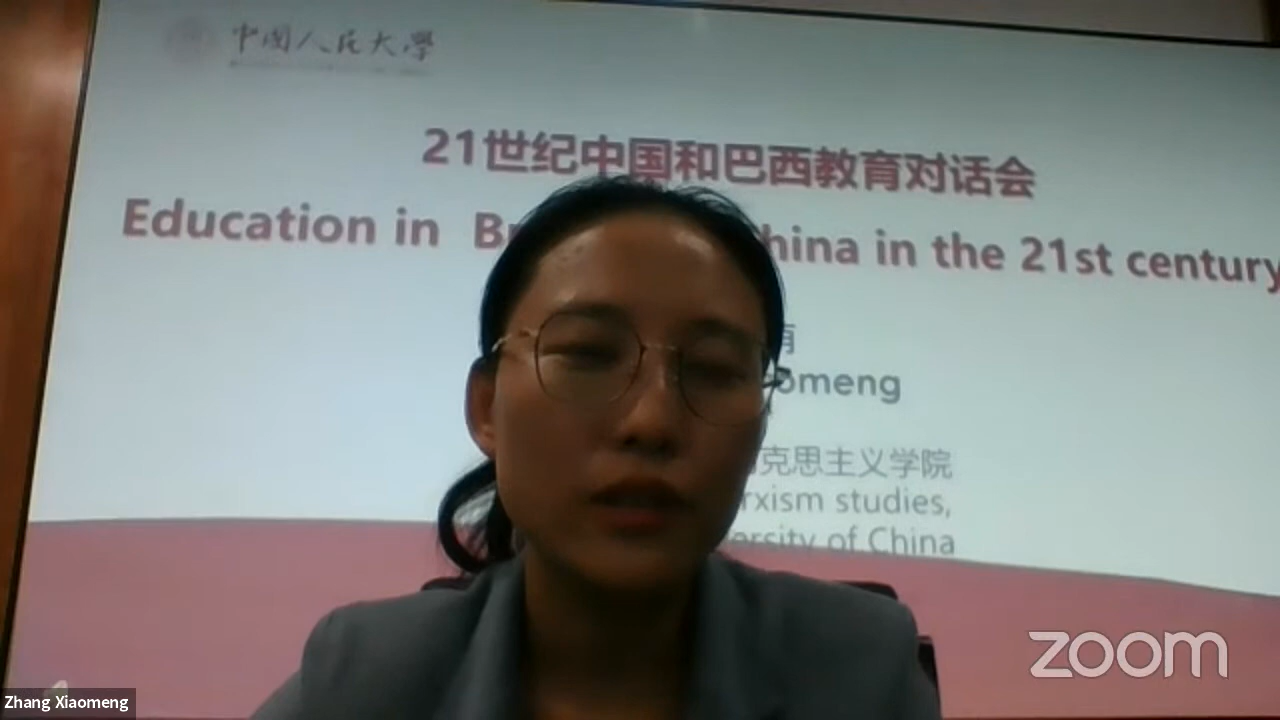 中国人民大學
21世纪中国和巴西教育对话会
Education in Br hina in the 21st century
omeng
克思主义学院
rxism studies,
ersity of China
zoom
Zhang Xiaomeng